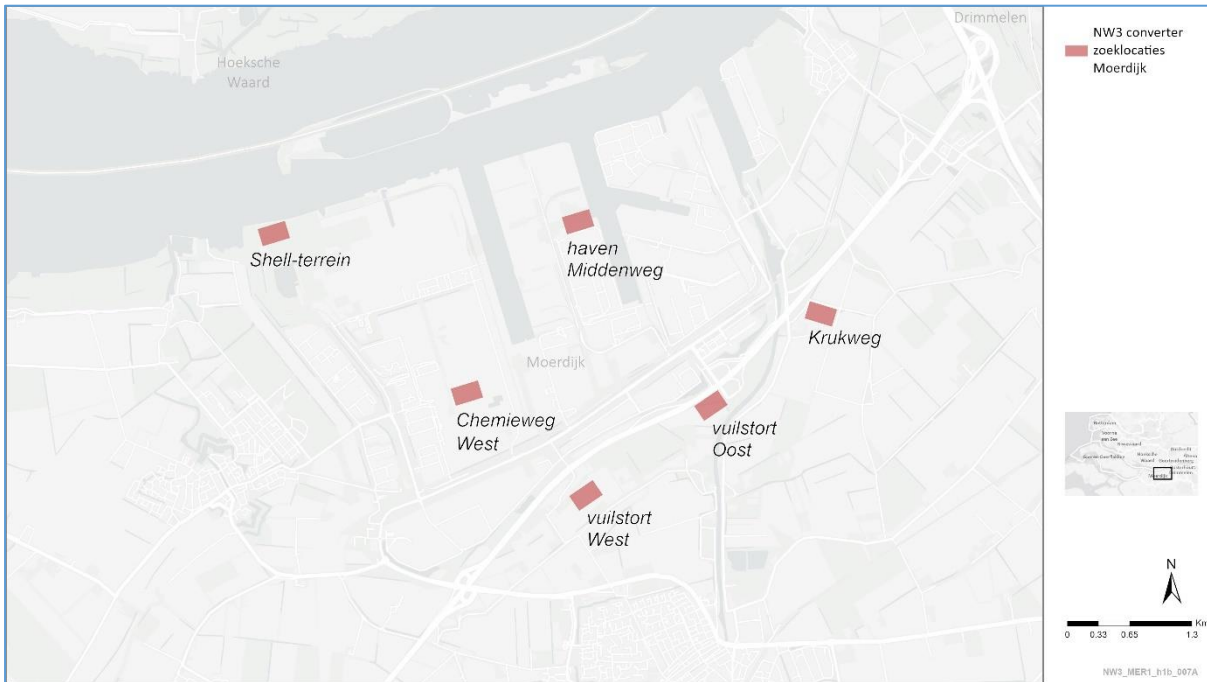 Drimmelen
Hoeksche
Waard
Shell-terrein
haven
Middenweg
Krukweg
Moerdijk
Chemieweg
West
vuilstort
Oost
vuilstort
West
NW3 converter
zoeklocaties
Moerdijk
N
Km
0 0.33 0.65 1.3
NW3_MER1_h1b_007A